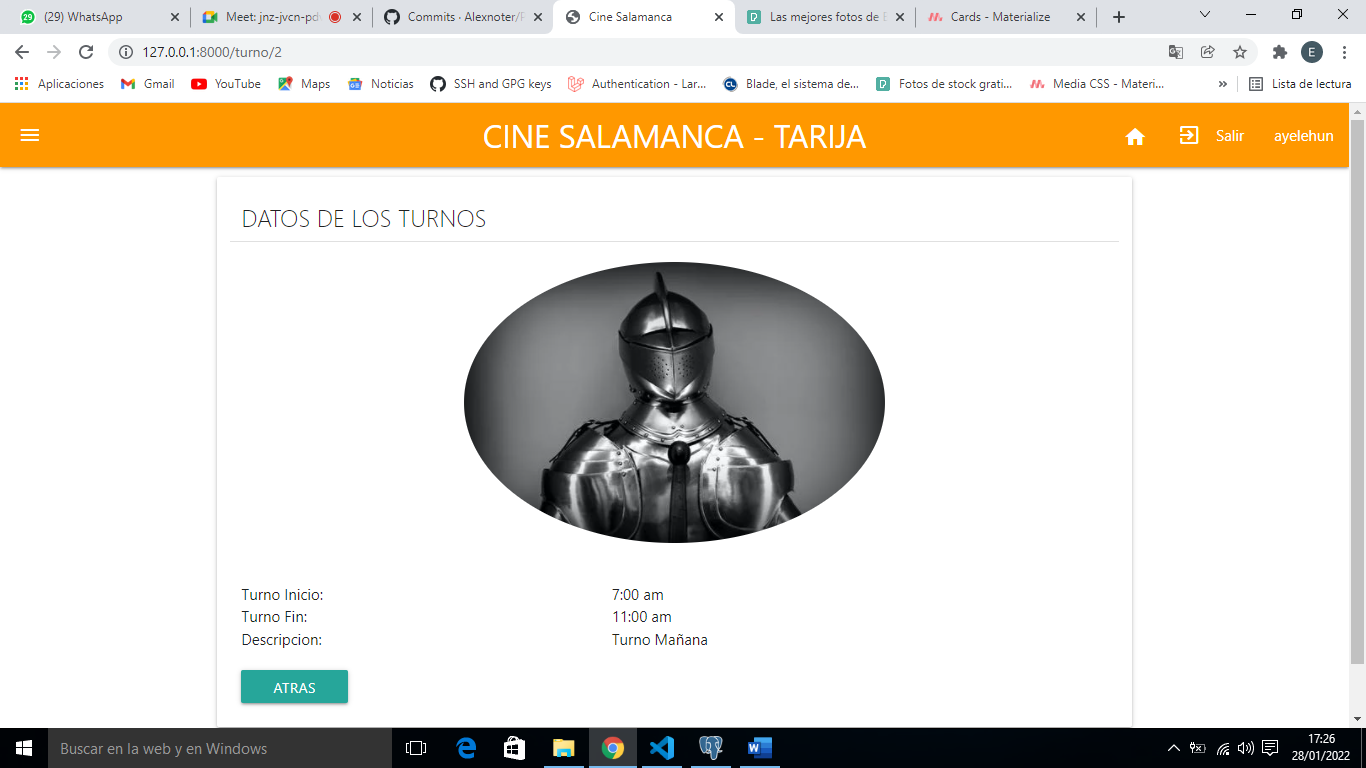 (29) WhatsApp
Meet: jnz-jvcn-pd
Commits · Alexnoter/P
Cine Salamanca
Las mejores fotos de E
Cards - Materialize
127.0.0.1:8000/turno/2
E
Aplicaciones
Gmail
YouTube
Maps
Noticias
SSH and GPG keys
Authentication - Lar...
Blade, el sistema de...
Fotos de stock grati...
Media CSS - Materi...
»
Lista de lectura
CINE SALAMANCA - TARIJA
Salir
ayelehun
DATOS DE LOS TURNOS
Turno Inicio: 7:00 am
Turno Fin: 11:00 am
Descripcion: Turno Mañana
ATRAS
Buscar en la web y en Windows
17:26
28/01/2022